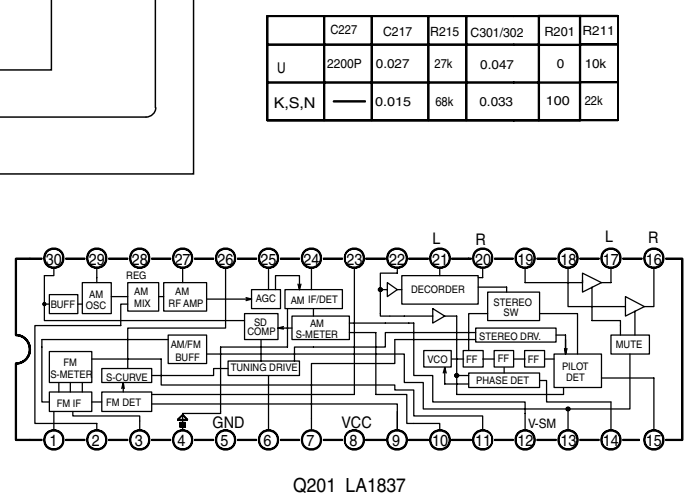 C227 C217 R215 C301/302 R201 R211
U 2200P 0.027 27k 0.047 0 10k
K,S,N — 0.015 68k 0.033 100 22k
L R L R
30 29 28 27 26 25 24 23 22 21 20 19 18 17 16
REG
BUFF
AM OSC
AM MIX
AM RF AMP
AGC
AM IF/DET
DECORDER
STEREO SW
SD COMP
AM S-METER
AM/FM BUFF
STEREO DRV.
MUTE
FM S-METER
S-CURVE
TUNING DRIVE
VCO FF FF FF
PILOT DET
PHASE DET
FM IF
FM DET
GND VCC V-SM
1 2 3 4 5 6 7 8 9 10 11 12 13 14 15
Q201 LA1837